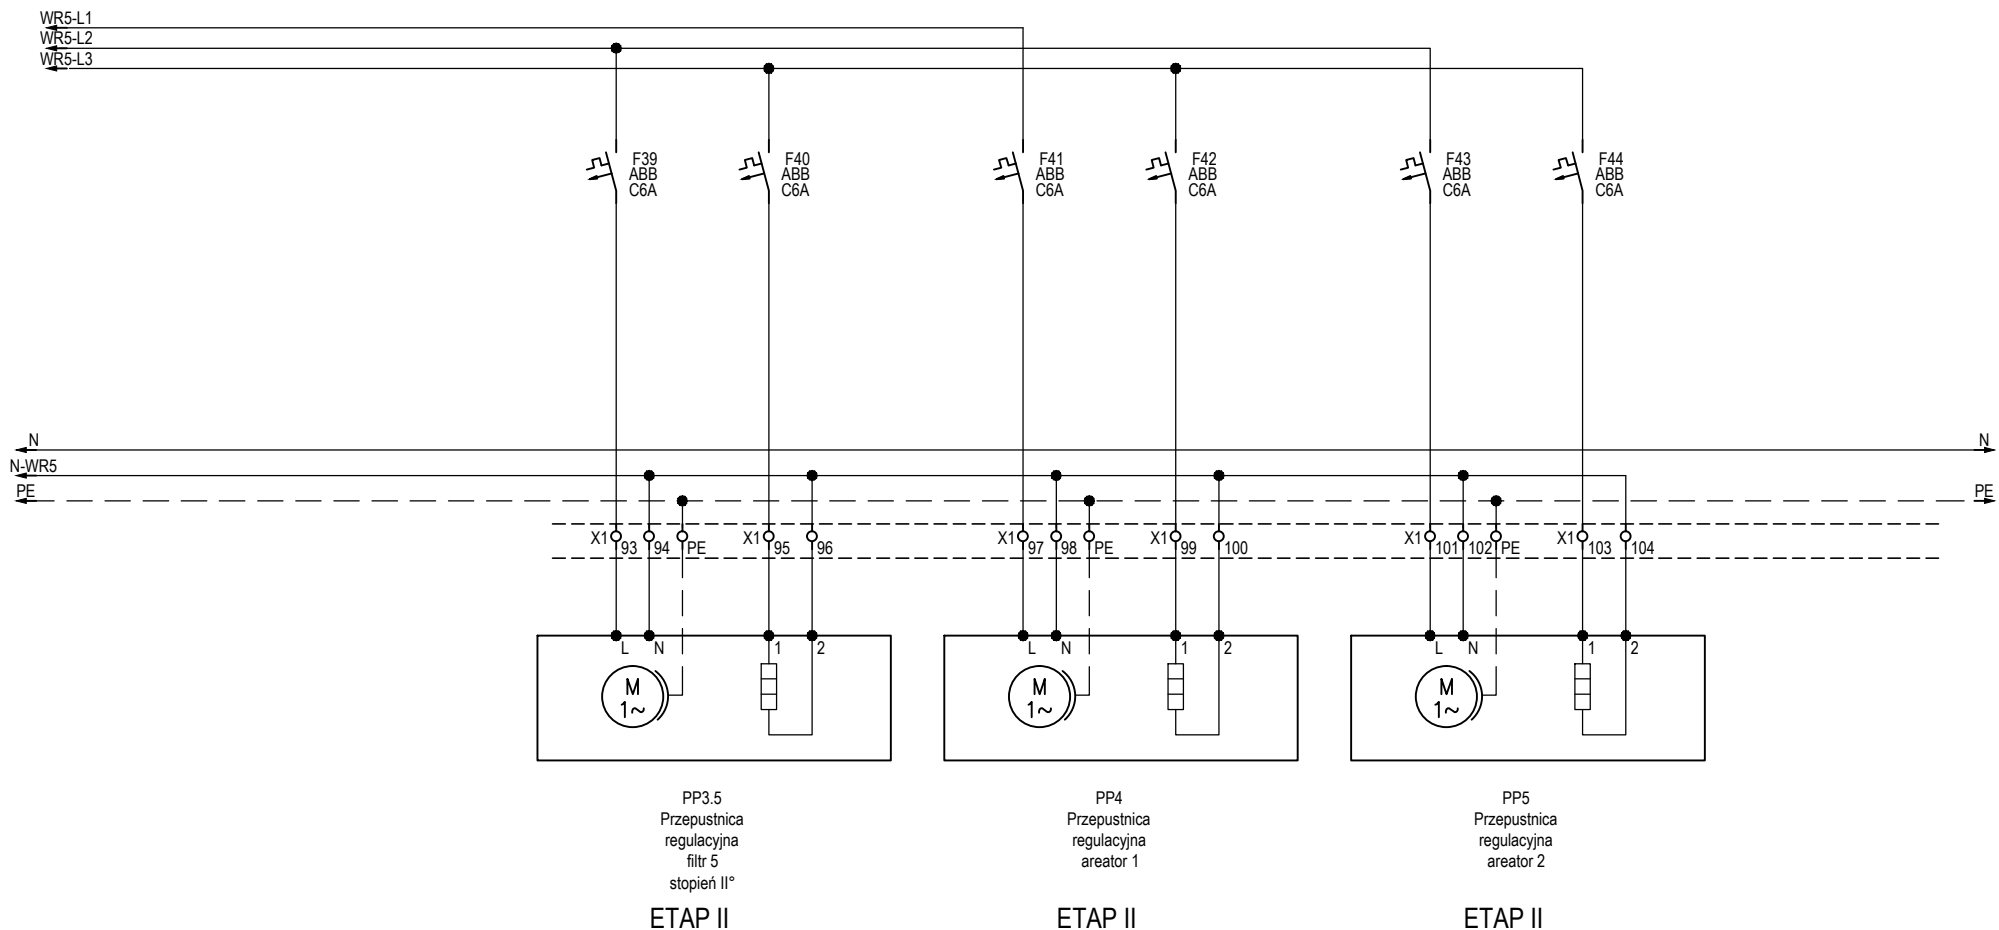 WR5-L1
WR5-L2
WR5-L3
F39
ABB
C6A
F40
ABB
C6A
F41
ABB
C6A
F42
ABB
C6A
F43
ABB
C6A
F44
ABB
C6A
N N
N-WR5
PE PE
X1 93 94 PE X1 95 96 X1 97 98 PE X1 99 100 X1 101 102 PE X1 103 104
L N 1 2 L N 1 2 L N 1 2
M
1~
M
1~
M
1~
PP3.5
Przepustnica
regulacyjna
filtr 5
stopień II°
ETAP II
PP4
Przepustnica
regulacyjna
areator 1
ETAP II
PP5
Przepustnica
regulacyjna
areator 2
ETAP II